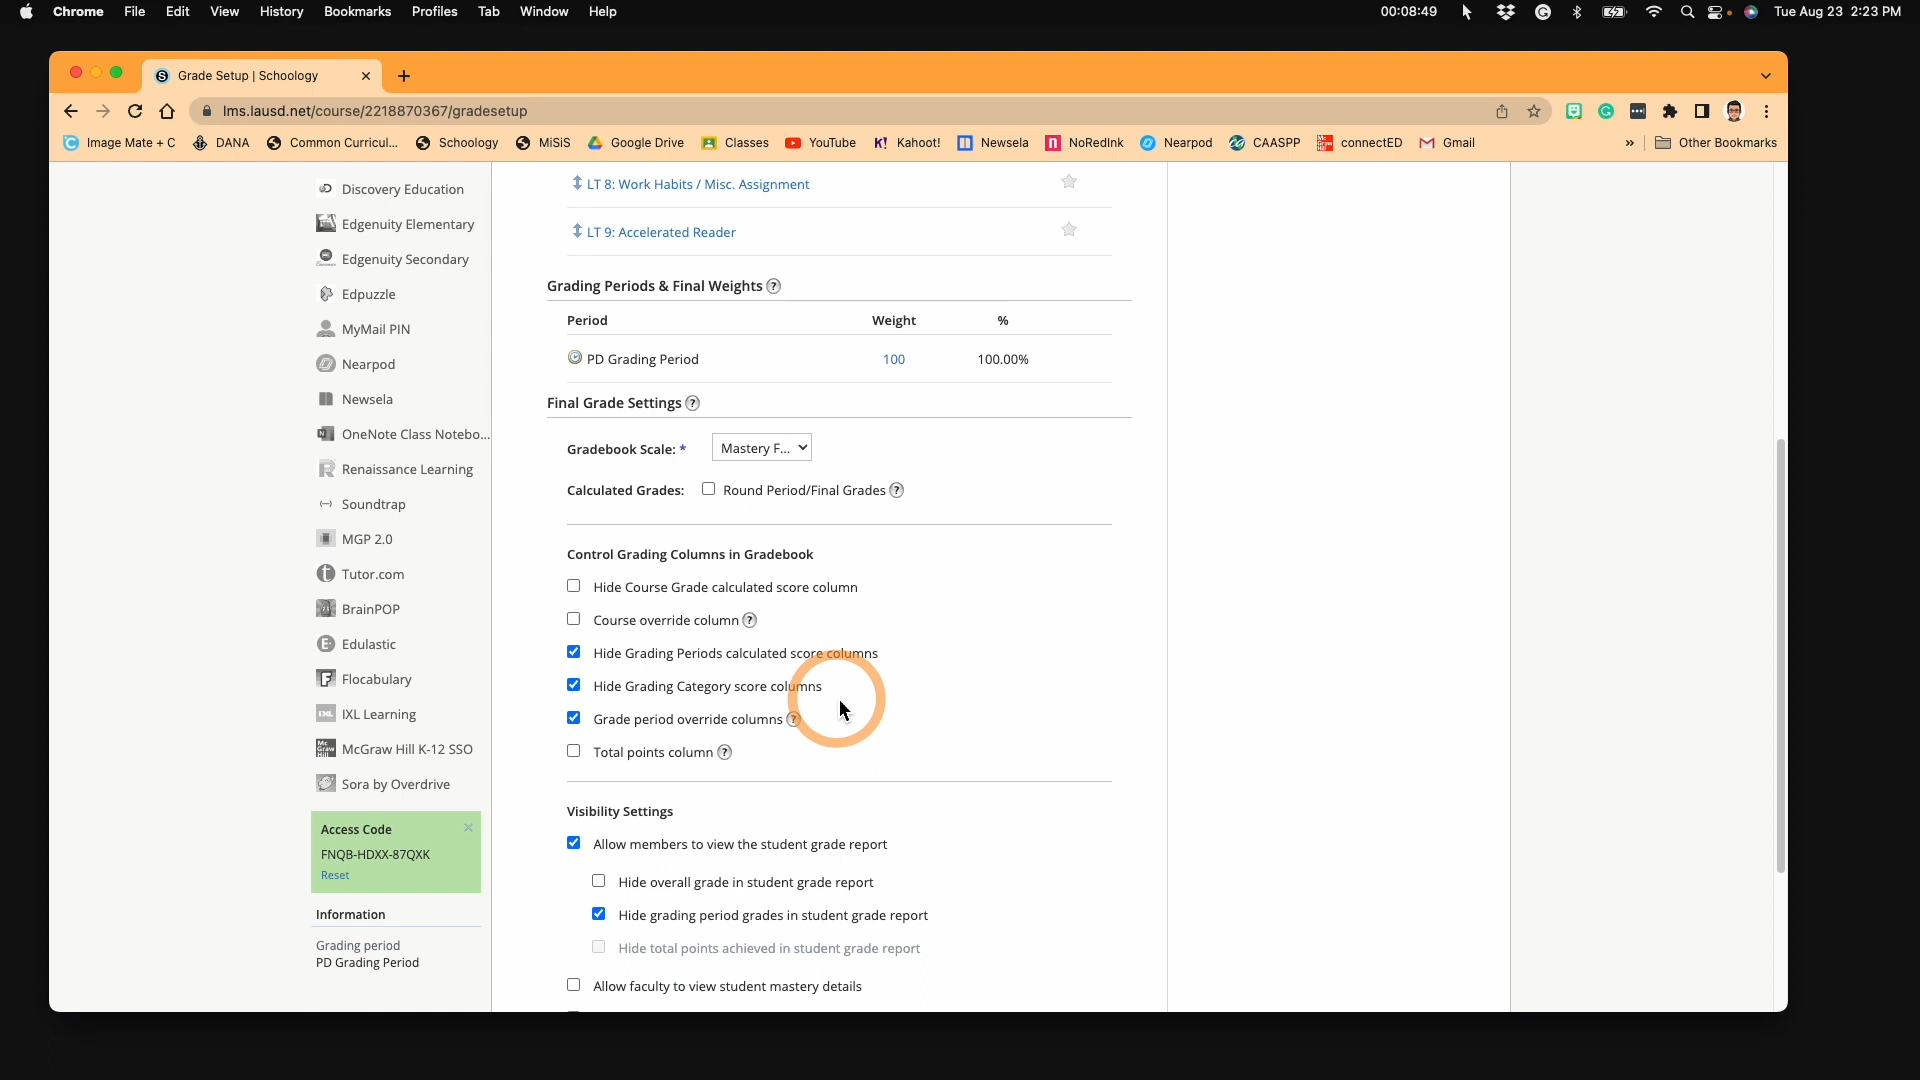 Chrome File Edit View History Bookmarks Profiles Tab Window Help 00:08:49 Tue Aug 23 2:23 PM
Grade Setup | Schoology
lms.lausd.net/course/2218870367/gradesetup
Image Mate + C DANA Common Curricul... Schoology MiSiS Google Drive Classes YouTube Kahoot! Newsela NoRedInk Nearpod CAASPP connectED Gmail » Other Bookmarks
Discovery Education
Edgenuity Elementary
Edgenuity Secondary
Edpuzzle
MyMail PIN
Nearpod
Newsela
OneNote Class Notebo...
Renaissance Learning
Soundtrap
MGP 2.0
Tutor.com
BrainPOP
Edulastic
Flocabulary
IXL Learning
McGraw Hill K-12 SSO
Sora by Overdrive
Access Code
FNQB-HDXX-87QXK
Reset
Information
Grading period
PD Grading Period
LT 8: Work Habits / Misc. Assignment
LT 9: Accelerated Reader
Grading Periods & Final Weights ?
Period Weight %
PD Grading Period 100 100.00%
Final Grade Settings ?
Gradebook Scale: * Mastery F...
Calculated Grades: Round Period/Final Grades ?
Control Grading Columns in Gradebook
Hide Course Grade calculated score column
Course override column ?
Hide Grading Periods calculated score columns
Hide Grading Category score columns
Grade period override columns ?
Total points column ?
Visibility Settings
Allow members to view the student grade report
Hide overall grade in student grade report
Hide grading period grades in student grade report
Hide total points achieved in student grade report
Allow faculty to view student mastery details